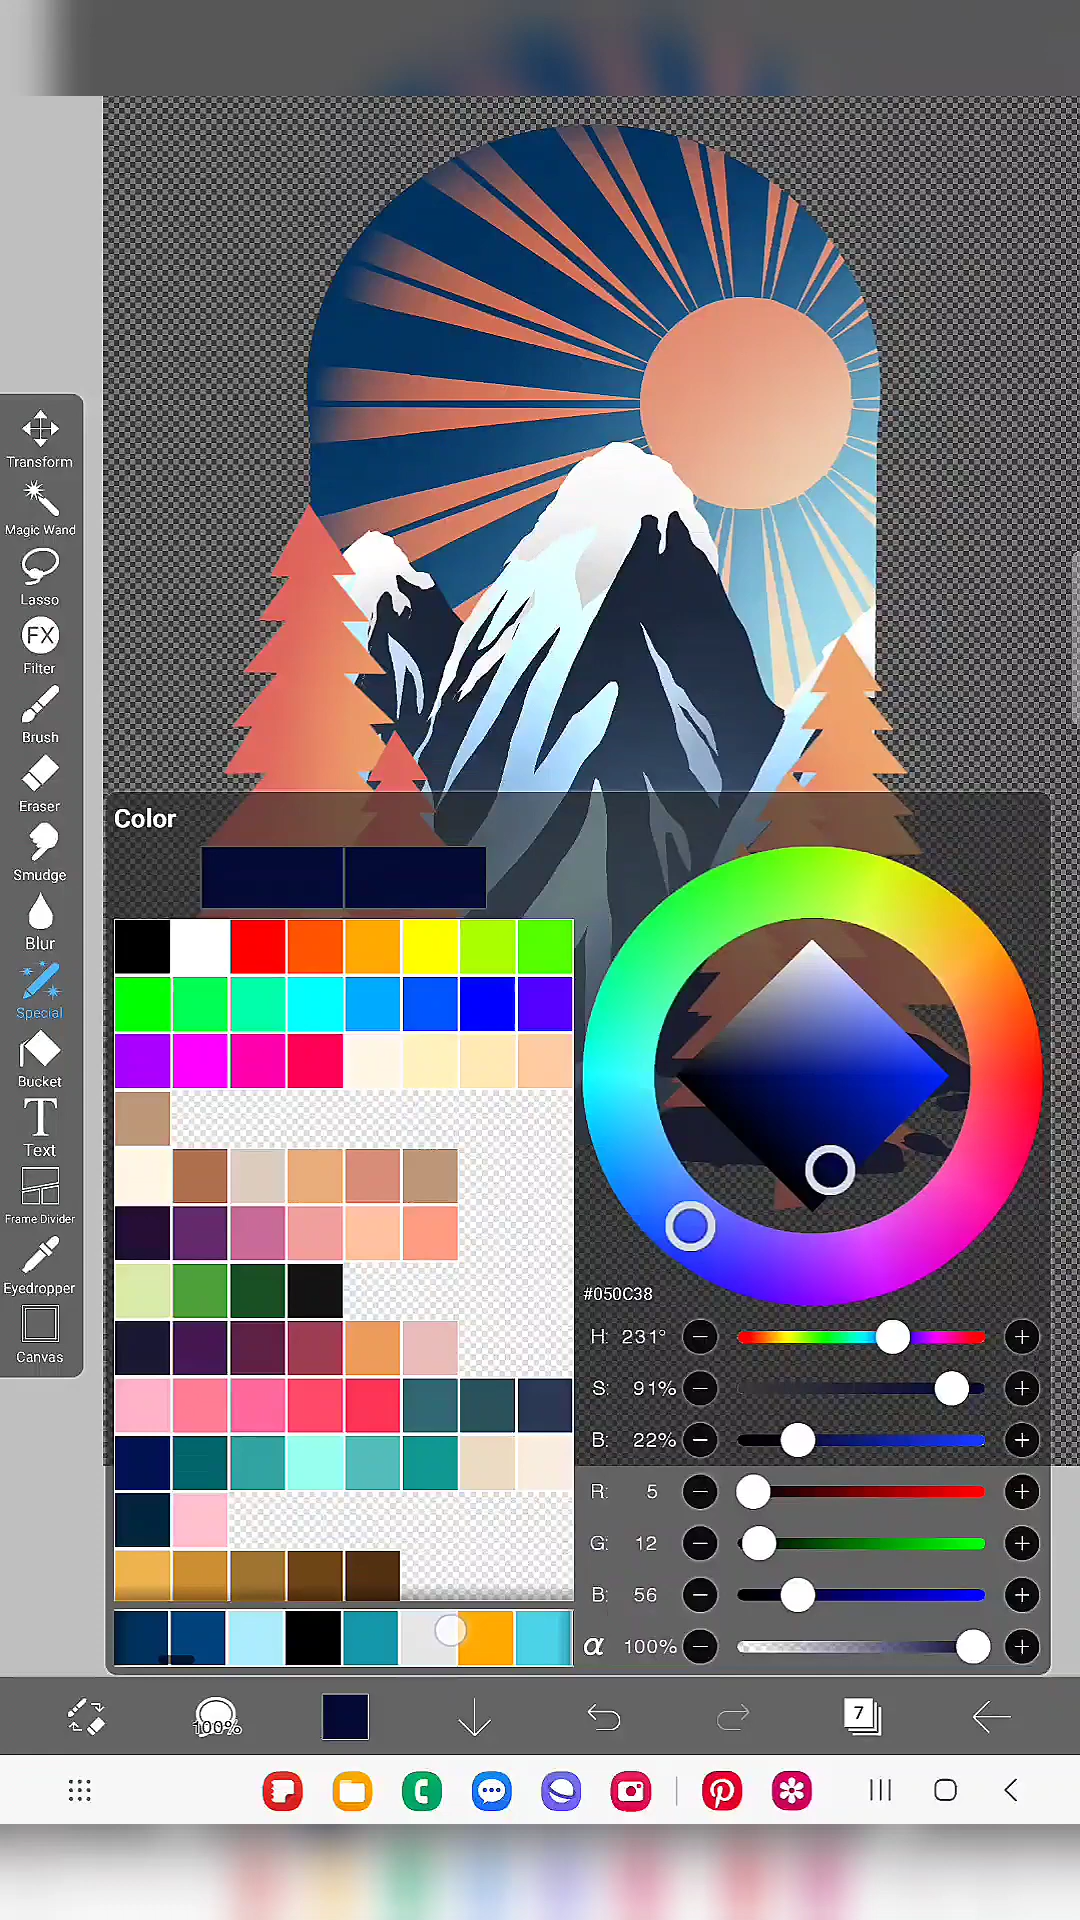 Transform
Magic Wand
Lasso
FX
Filter
Brush
Eraser
Smudge
Blur
Special
Bucket
T
Text
Frame Divider
Eyedropper
Canvas
Color
#050C38
H: 231°
S: 91%
B: 22%
R: 5
G: 12
B: 56
α 100%
100%
7